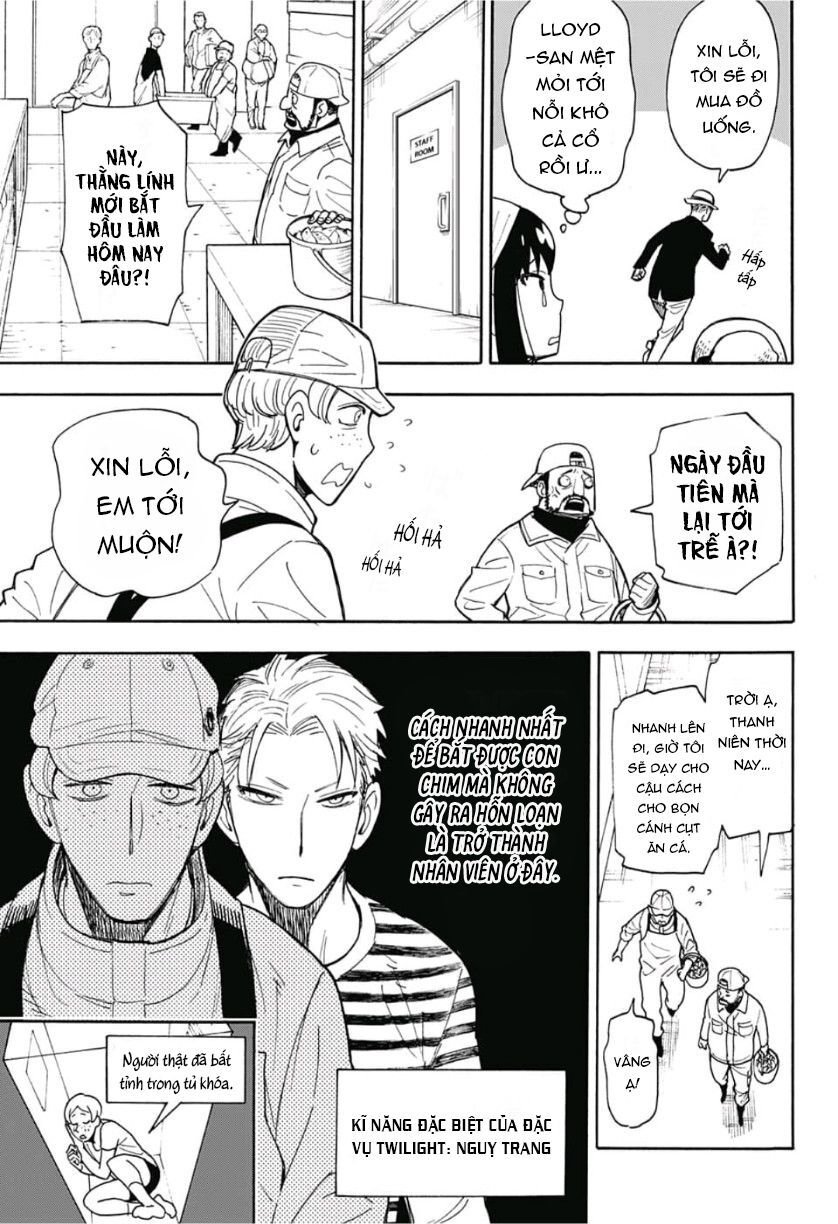 XIN LỖI,
TÔI SẼ ĐI
MUA ĐỒ
UỐNG.
Hấp
tấp
LLOYD
-SAN MỆT
MỎI TỚI
NỖI KHÔ
CẢ CỔ
RỒI Ư...
STAFF
ROOM
NÀY,
THẰNG LÍNH
MỚI BẮT
ĐẦU LÀM
HÔM NAY
ĐÂU?!
NGÀY ĐẦU
TIÊN MÀ
LẠI TỚI
TRỄ À?!
HỐI HẢ
HỐI HẢ
XIN LỖI,
EM TỚI
MUỘN!
TRỜI Ạ,
THANH
NIÊN THỜI
NAY...
NHANH LÊN
ĐI, GIỜ TÔI
SẼ DẠY CHO
CẬU CÁCH
CHO BỌN
CÁNH CỤT
ĂN CÁ.
VÂNG
Ạ!
CÁCH NHANH NHẤT
ĐỂ BẮT ĐƯỢC CON
CHIM MÀ KHÔNG
GÂY RA HỖN LOẠN
LÀ TRỞ THÀNH
NHÂN VIÊN Ở ĐÂY.
Người thật đã bất
tỉnh trong tủ khóa.
KĨ NĂNG ĐẶC BIỆT CỦA ĐẶC
VỤ TWILIGHT: NGUỴ TRANG